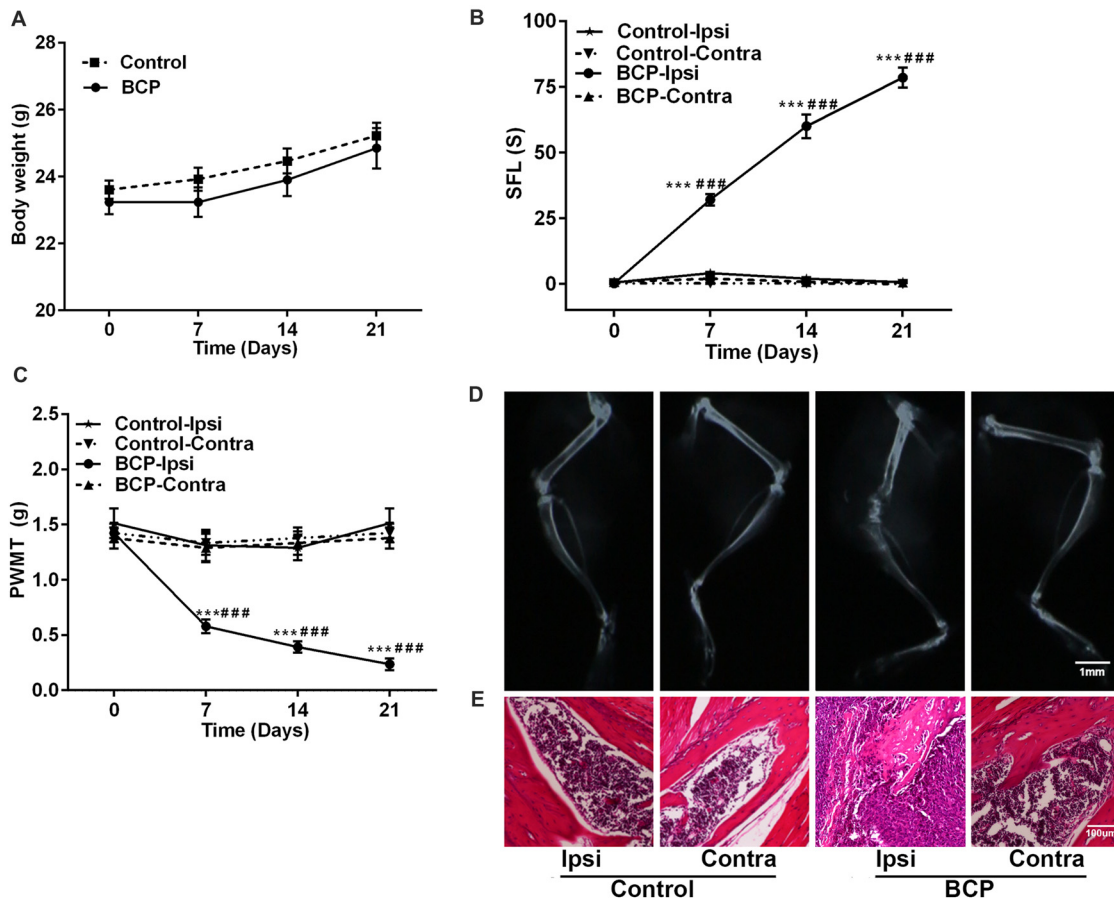 A
Body weight (g)
28
26
24
22
20
Control
BCP
0 7 14 21
Time (Days)
B
SFL (S)
100
75
50
25
0
Control-Ipsi
Control-Contra
BCP-Ipsi
BCP-Contra
*** ###
***###
***###
0 7 14 21
Time (Days)
C
PWMT (g)
2.5
2.0
1.5
1.0
0.5
0.0
Control-Ipsi
Control-Contra
BCP-Ipsi
BCP-Contra
***###
***###
***###
0 7 14 21
Time (Days)
D
1mm
E
100μm
Ipsi Contra Ipsi Contra
Control BCP